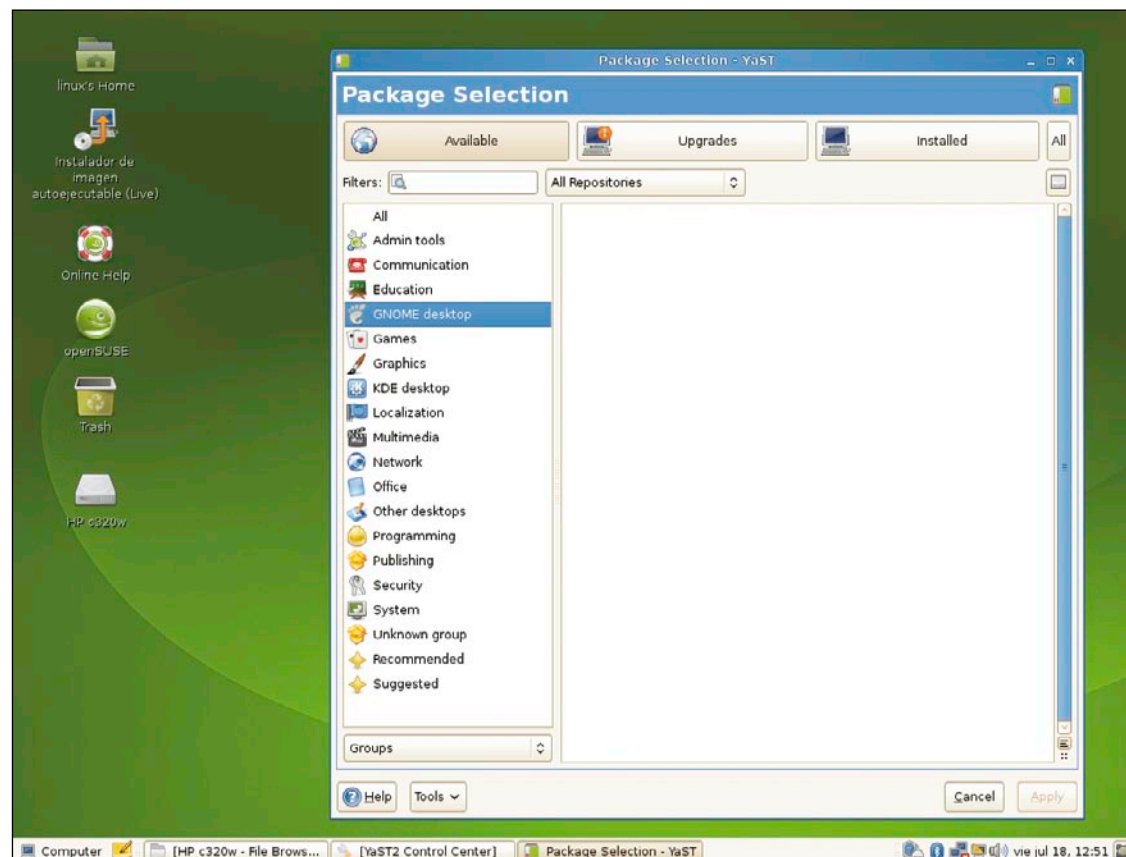 linux's Home
Instalador de
imagen
autoejecutable (Live)
Online Help
openSUSE
Trash
HP c320w
Package Selection - YaST
Package Selection
Available
Upgrades
Installed
All
Filters:
All Repositories
All
Admin tools
Communication
Education
GNOME desktop
Games
Graphics
KDE desktop
Localization
Multimedia
Network
Office
Other desktops
Programming
Publishing
Security
System
Unknown group
Recommended
Suggested
Groups
Help
Tools
Cancel
Apply
Computer
[HP c320w - File Brows...
[YaST2 Control Center]
Package Selection - YaST
vie jul 18, 12:51